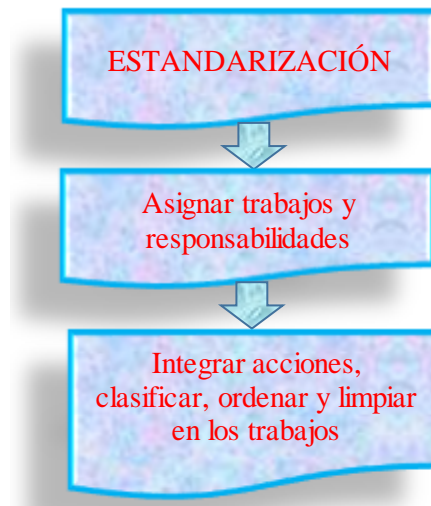 ESTANDARIZACIÓN
Asignar trabajos y
responsabilidades
Integrar acciones,
clasificar, ordenar y limpiar
en los trabajos